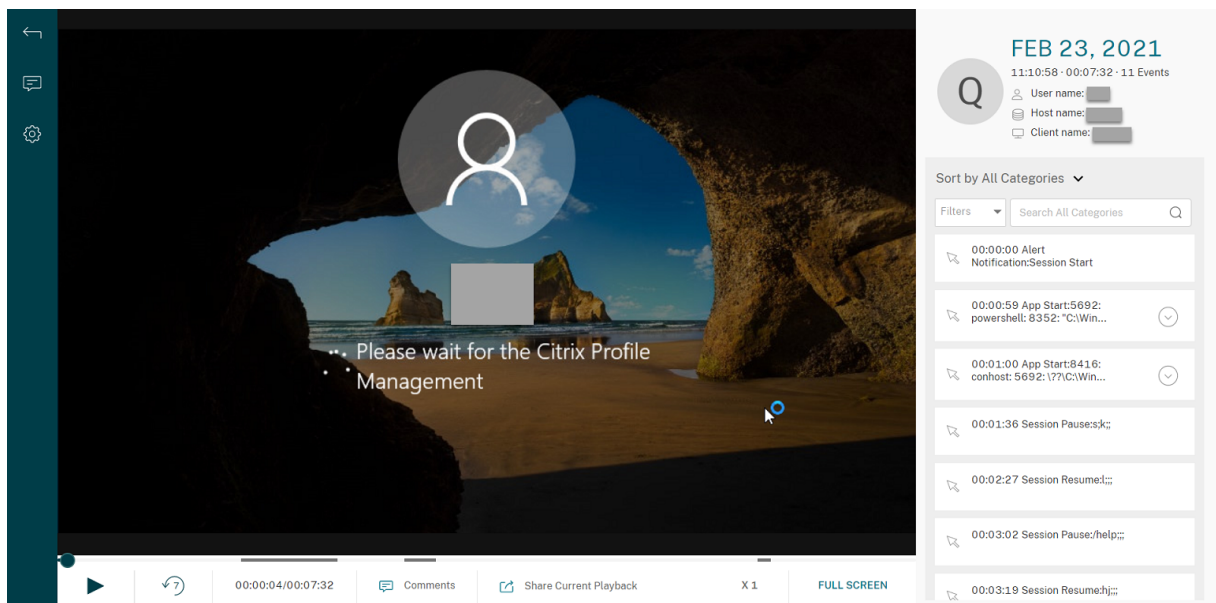 Please wait for the Citrix Profile
Management
7
00:00:04/00:07:32
Comments
Share Current Playback
X 1
FULL SCREEN
Q
FEB 23, 2021
11:10:58 · 00:07:32 · 11 Events
User name:
Host name:
Client name:
Sort by All Categories
Filters
Search All Categories
00:00:00 Alert
Notification:Session Start
00:00:59 App Start:5692:
powershell: 8352: "C:\Win...
00:01:00 App Start:8416:
conhost: 5692: \??\C:\Win...
00:01:36 Session Pause:s;k;;
00:02:27 Session Resume:l;;;
00:03:02 Session Pause:/help;;;
00:03:19 Session Resume:hj;;;